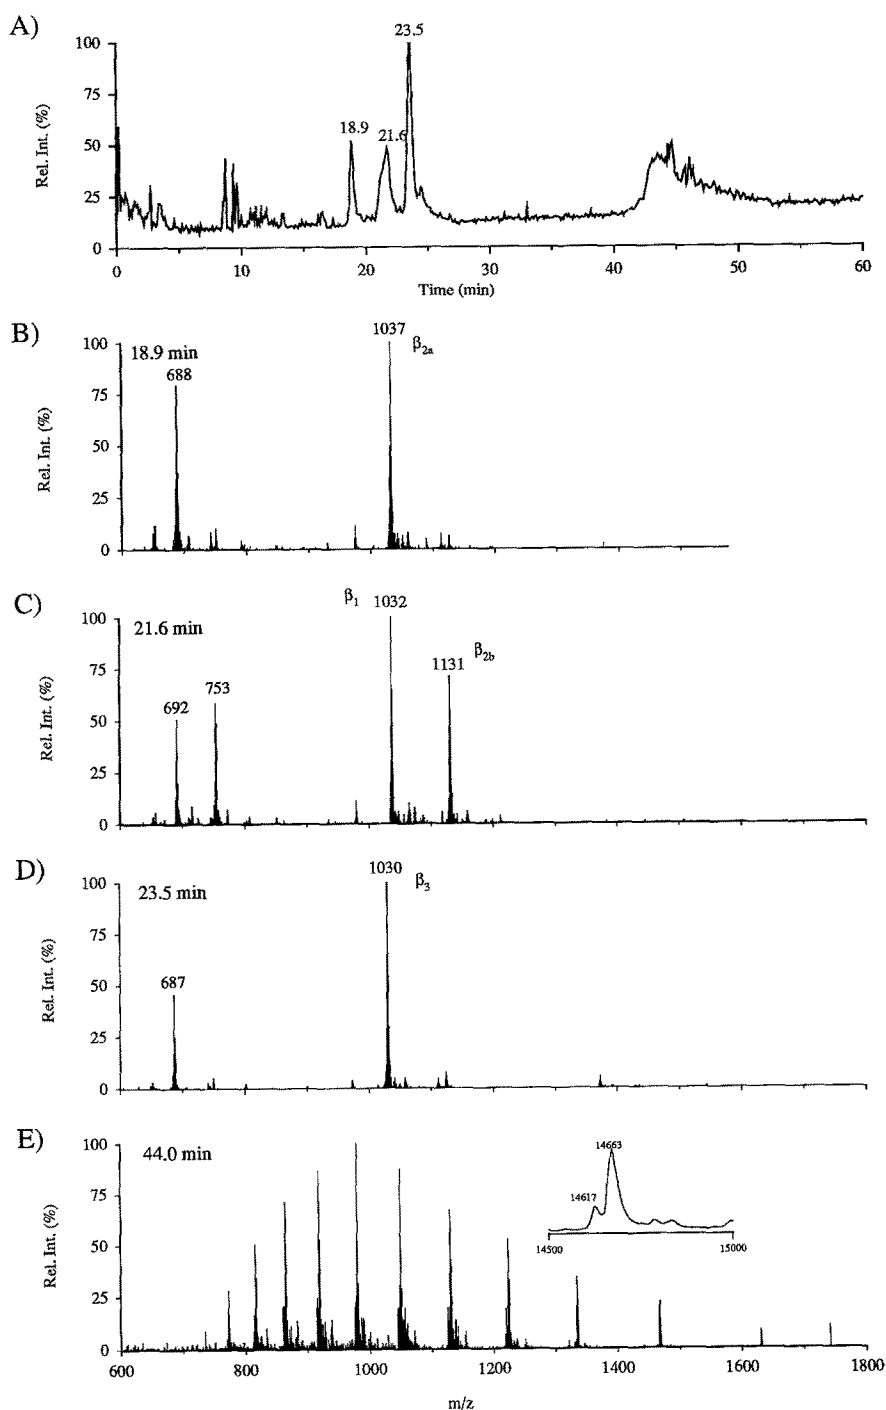 A)
23.5
100
18.9
21.6
75
50
25
0
Rel. Int. (%)
0 10 20 30 40 50 60
Time (min)
B)
1037
β2a
18.9 min
688
100
75
50
25
0
Rel. Int. (%)
C)
β1 1032
21.6 min
1131 β2b
692 753
100
75
50
25
0
Rel. Int. (%)
D)
1030
β3
23.5 min
687
100
75
50
25
0
Rel. Int. (%)
E)
44.0 min
14663
14617
14500 15000
100
75
50
25
0
Rel. Int. (%)
600 800 1000 1200 1400 1600 1800
m/z